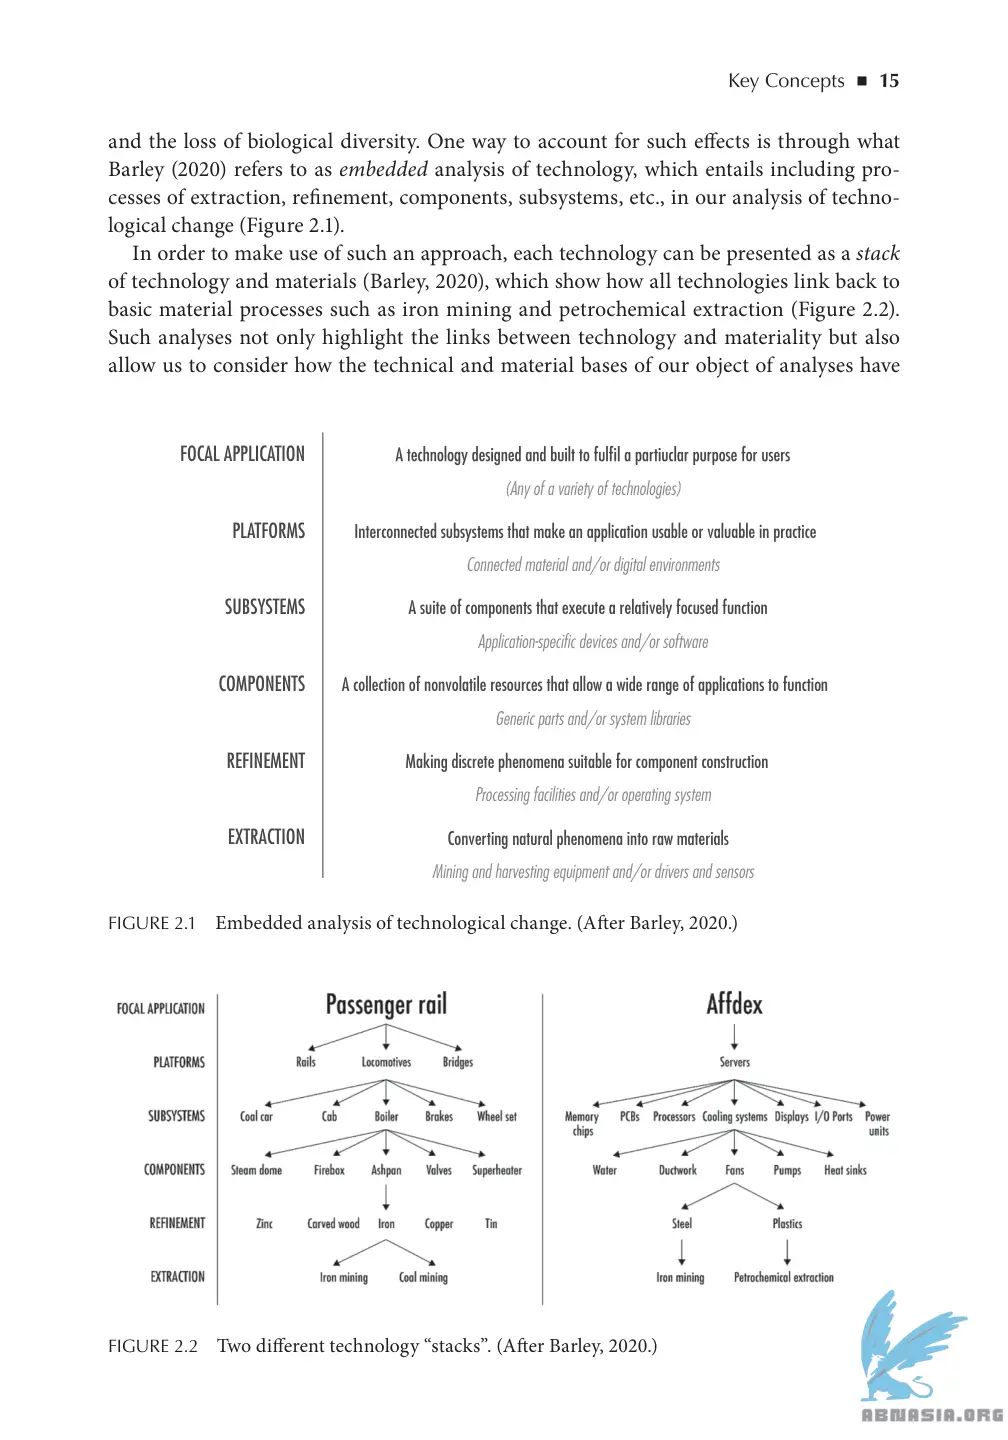 Key Concepts ■ 15
and the loss of biological diversity. One way to account for such effects is through what
Barley (2020) refers to as embedded analysis of technology, which entails including pro-
cesses of extraction, refinement, components, subsystems, etc., in our analysis of techno-
logical change (Figure 2.1).
In order to make use of such an approach, each technology can be presented as a stack
of technology and materials (Barley, 2020), which show how all technologies link back to
basic material processes such as iron mining and petrochemical extraction (Figure 2.2).
Such analyses not only highlight the links between technology and materiality but also
allow us to consider how the technical and material bases of our object of analyses have
FOCAL APPLICATION A technology designed and built to fulfil a partiuclar purpose for users
(Any of a variety of technologies)
PLATFORMS Interconnected subsystems that make an application usable or valuable in practice
Connected material and/or digital environments
SUBSYSTEMS A suite of components that execute a relatively focused function
Application-specific devices and/or software
COMPONENTS A collection of nonvolatile resources that allow a wide range of applications to function
Generic parts and/or system libraries
REFINEMENT Making discrete phenomena suitable for component construction
Processing facilities and/or operating system
EXTRACTION Converting natural phenomena into raw materials
Mining and harvesting equipment and/or drivers and sensors
FIGURE 2.1 Embedded analysis of technological change. (After Barley, 2020.)
FOCAL APPLICATION Passenger rail Affdex
PLATFORMS Rails Locomotives Bridges Servers
SUBSYSTEMS Coal car Cab Boiler Brakes Wheel set Memory chips PCBs Processors Cooling systems Displays I/O Ports Power units
COMPONENTS Steam dome Firebox Ashpan Valves Superheater Water Ductwork Fans Pumps Heat sinks
REFINEMENT Zinc Carved wood Iron Copper Tin Steel Plastics
EXTRACTION Iron mining Coal mining Iron mining Petrochemical extraction
FIGURE 2.2 Two different technology “stacks”. (After Barley, 2020.)
ABNASIA.ORG